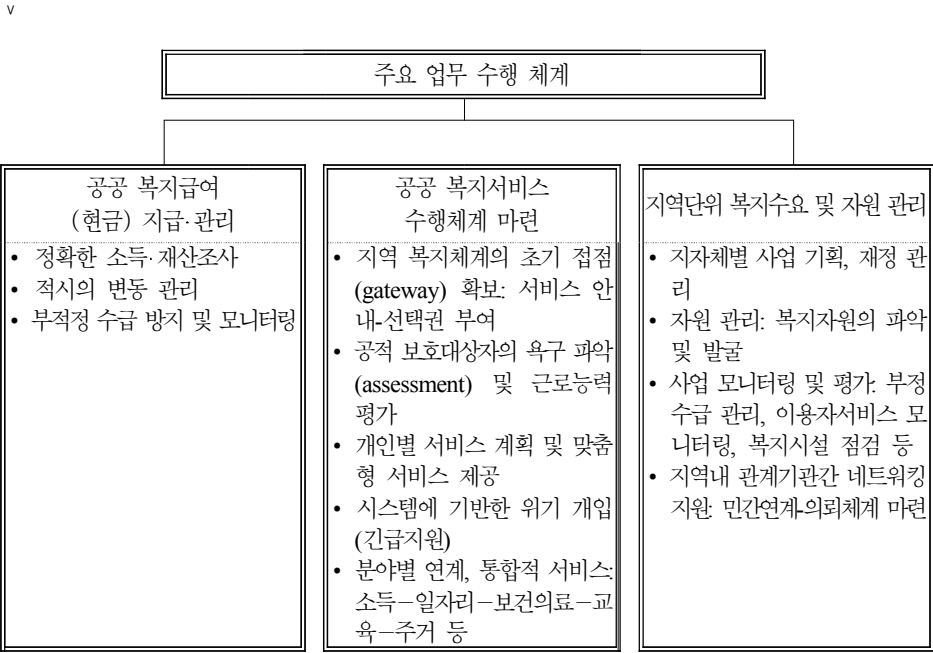 v
주요 업무 수행 체계
공공 복지급여
(현금) 지급·관리
• 정확한 소득·재산조사
• 적시의 변동 관리
• 부적정 수급 방지 및 모니터링
공공 복지서비스
수행체계 마련
• 지역 복지체계의 초기 접점
(gateway) 확보: 서비스 안
내-선택권 부여
• 공적 보호대상자의 욕구 파악
(assessment) 및 근로능력
평가
• 개인별 서비스 계획 및 맞춤
형 서비스 제공
• 시스템에 기반한 위기 개입
(긴급지원)
• 분야별 연계, 통합적 서비스:
소득－일자리－보건의료－교
육－주거 등
지역단위 복지수요 및 자원 관리
• 지자체별 사업 기획, 재정 관
리
• 자원 관리: 복지자원의 파악
및 발굴
• 사업 모니터링 및 평가: 부정
수급 관리, 이용자서비스 모
니터링, 복지시설 점검 등
• 지역내 관계기관간 네트워킹
지원: 민간연계-의뢰체계 마련